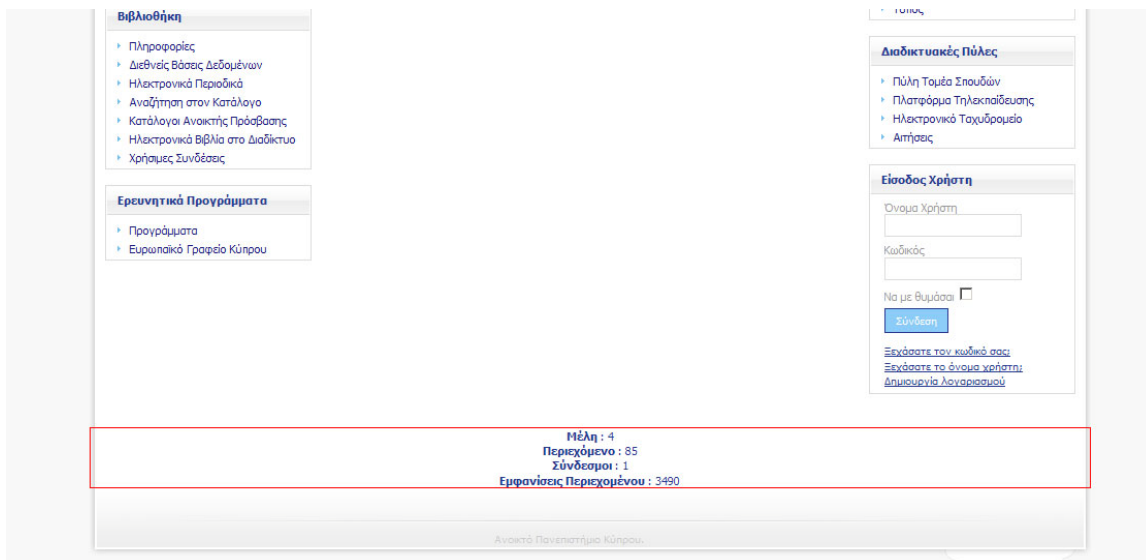 Βιβλιοθήκη
Πληροφορίες
Διεθνείς Βάσεις Δεδομένων
Ηλεκτρονικά Περιοδικά
Αναζήτηση στον Κατάλογο
Κατάλογοι Ανοικτής Πρόσβασης
Ηλεκτρονικά Βιβλία στο Διαδίκτυο
Χρήσιμες Συνδέσεις
Ερευνητικά Προγράμματα
Προγράμματα
Ευρωπαϊκό Γραφείο Κύπρου
Διαδικτυακές Πύλες
Πύλη Τομέα Σπουδών
Πλατφόρμα Τηλεκπαίδευσης
Ηλεκτρονικό Ταχυδρομείο
Αιτήσεις
Είσοδος Χρήστη
Όνομα Χρήστη
Κωδικός
Να με θυμάσαι
Σύνδεση
Ξεχάσατε τον κωδικό σας;
Ξεχάσατε το όνομα χρήστη;
Δημιουργία λογαριασμού
Μέλη : 4
Περιεχόμενο : 85
Σύνδεσμοι : 1
Εμφανίσεις Περιεχομένου : 3490
Ανοικτό Πανεπιστήμιο Κύπρου.